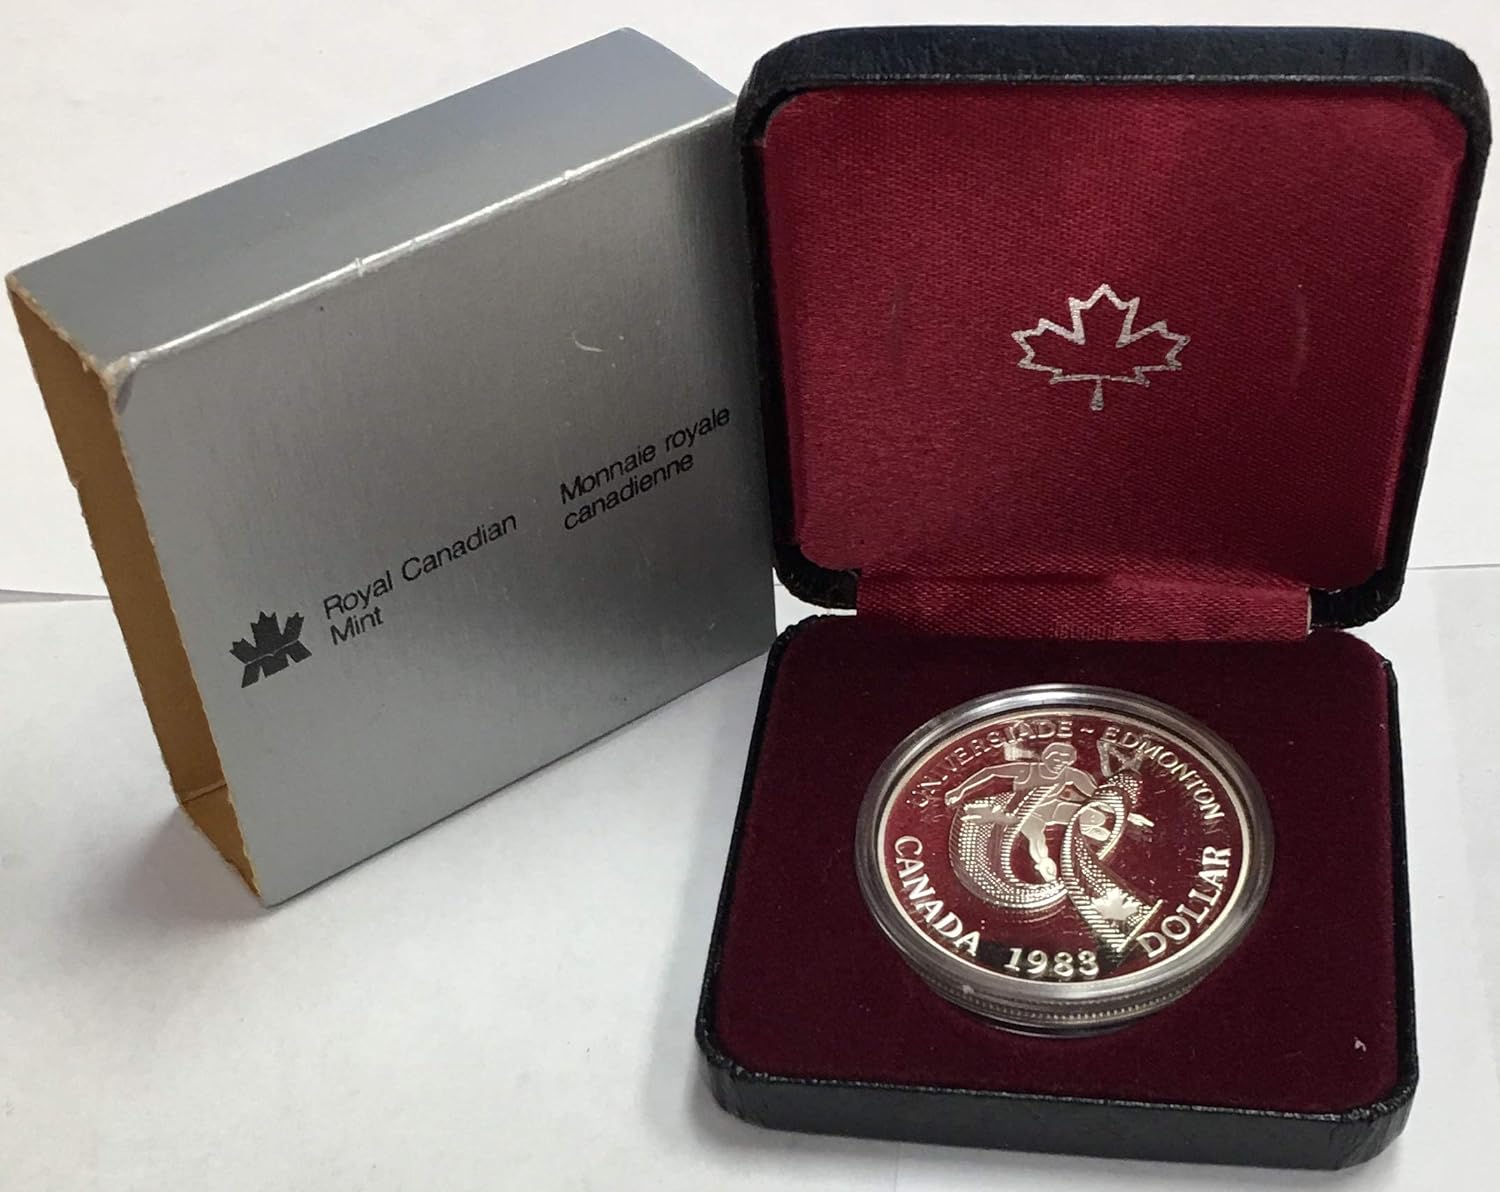 Royal Canadian
Mint
Monnaie royale
canadienne
UNIVERSIADE ~ EDMONTON
CANADA 1983 DOLLAR